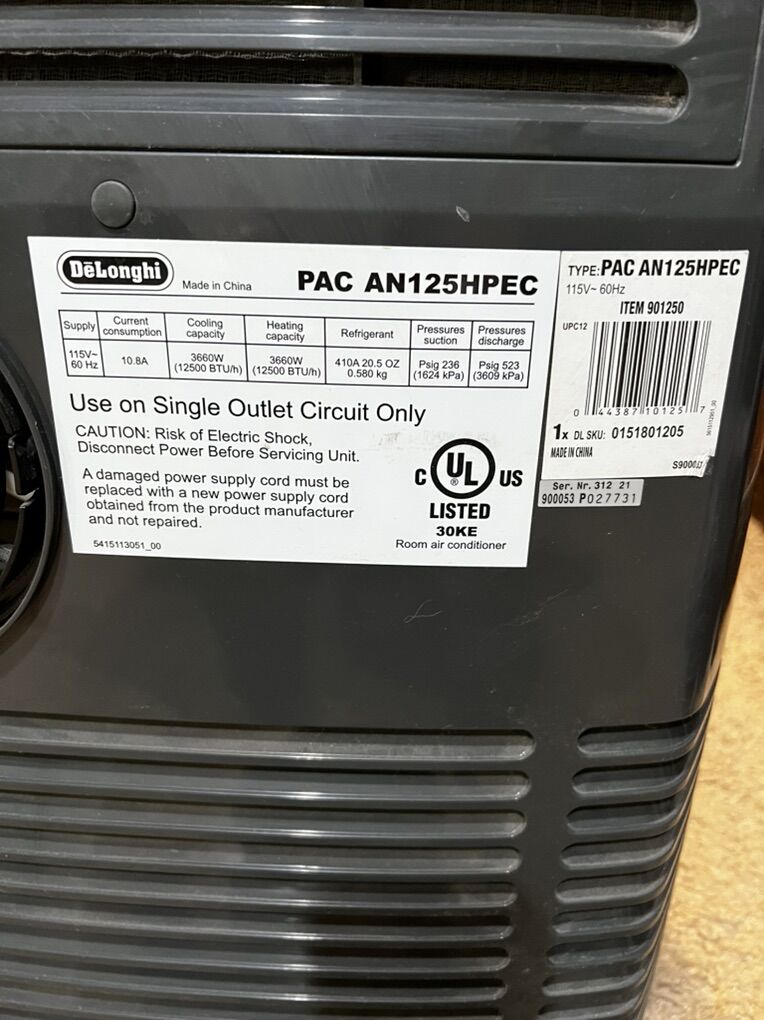 DēLonghi
Made in China
PAC AN125HPEC
Supply Current consumption Cooling capacity Heating capacity Refrigerant Pressures suction Pressures discharge
115V~ 60 Hz 10.8A 3660W (12500 BTU/h) 3660W (12500 BTU/h) 410A 20.5 OZ 0.580 kg Psig 236 (1624 kPa) Psig 523 (3609 kPa)
Use on Single Outlet Circuit Only
CAUTION: Risk of Electric Shock,
Disconnect Power Before Servicing Unit.
A damaged power supply cord must be
replaced with a new power supply cord
obtained from the product manufacturer
and not repaired.
5415113051_00
C UL US
®
LISTED
30KE
Room air conditioner
TYPE: PAC AN125HPEC
115V~ 60Hz
ITEM 901250
UPC12
0 44387 10125 7
1x DL SKU: 0151801205
MADE IN CHINA
Ser. Nr. 312 21
900053 P027731